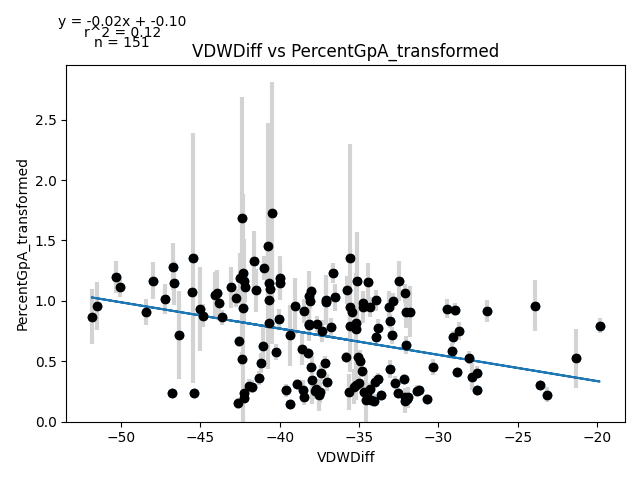 y = -0.02x + -0.10
r^2 = 0.12
n = 151
VDWDiff vs PercentGpA_transformed
PercentGpA_transformed
2.5
2.0
1.5
1.0
0.5
0.0
−50
−45
−40
−35
−30
−25
−20
VDWDiff